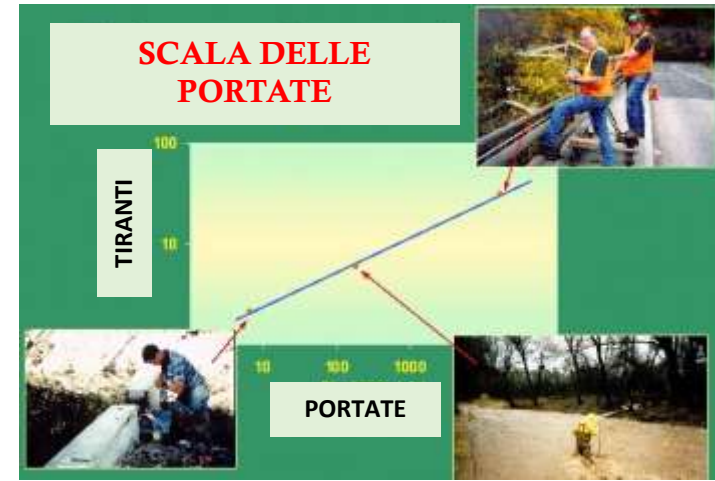 SCALA DELLE
PORTATE
100
TIRANTI
10
10 100 1000
PORTATE